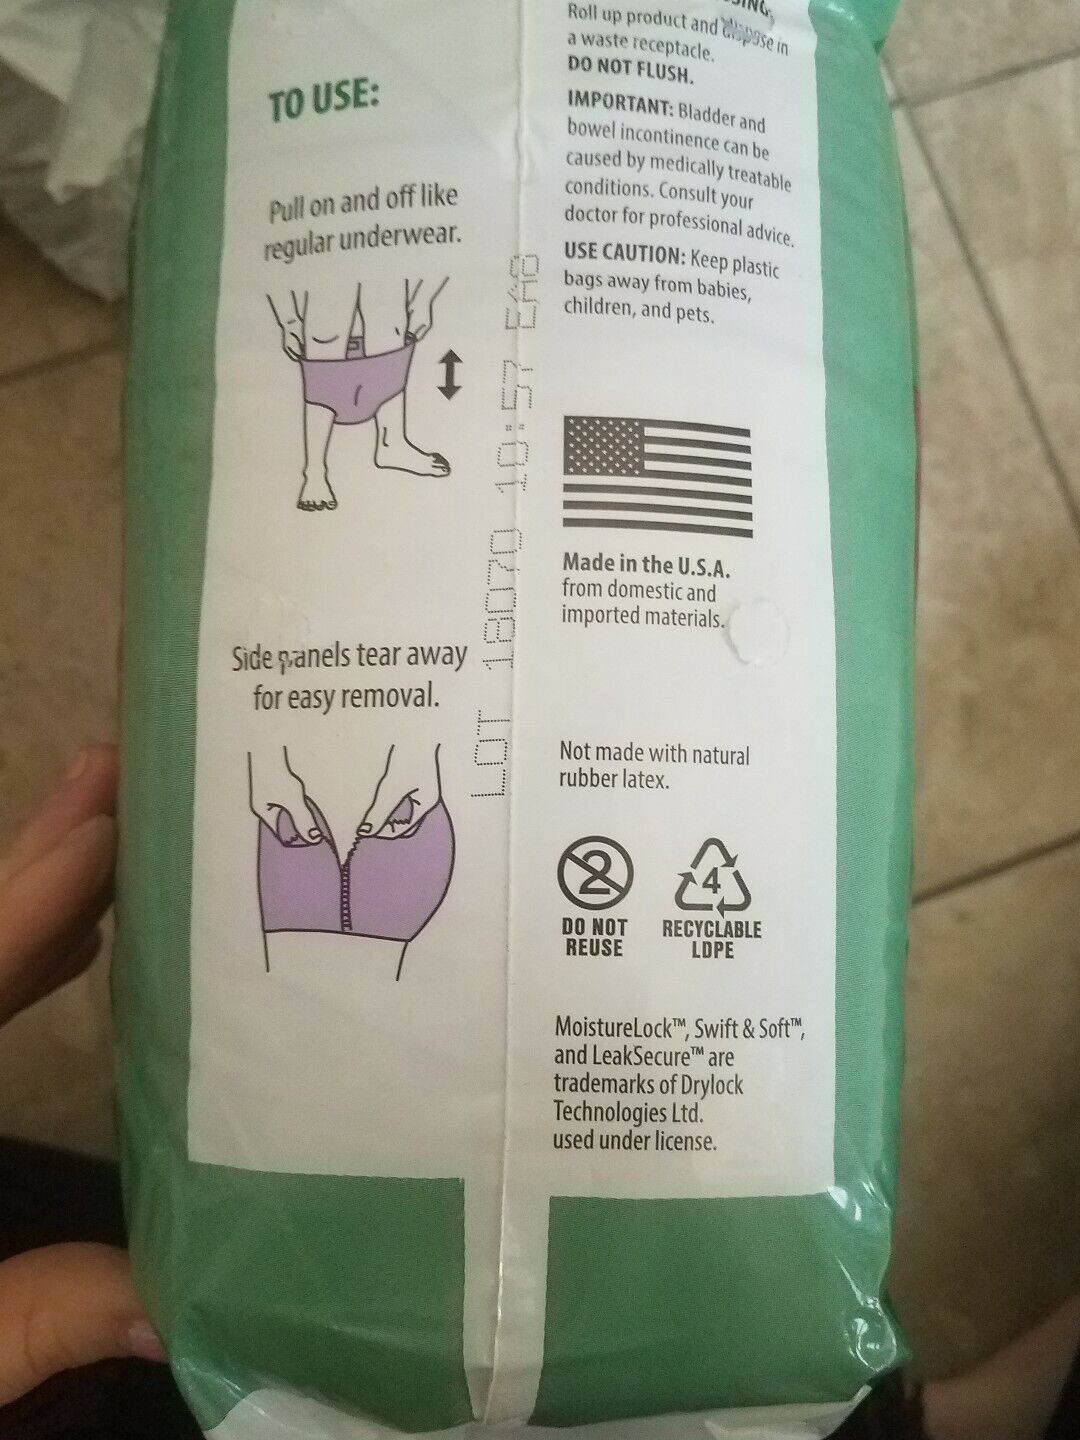 TO USE:
Pull on and off like
regular underwear.
Side panels tear away
for easy removal.
LOT 18070 10:57 EA8
Roll up product and dispose in
a waste receptacle.
DO NOT FLUSH.
IMPORTANT: Bladder and
bowel incontinence can be
caused by medically treatable
conditions. Consult your
doctor for professional advice.
USE CAUTION: Keep plastic
bags away from babies,
children, and pets.
Made in the U.S.A.
from domestic and
imported materials.
Not made with natural
rubber latex.
2
DO NOT
REUSE
4
RECYCLABLE
LDPE
MoistureLock™, Swift & Soft™,
and LeakSecure™ are
trademarks of Drylock
Technologies Ltd.
used under license.